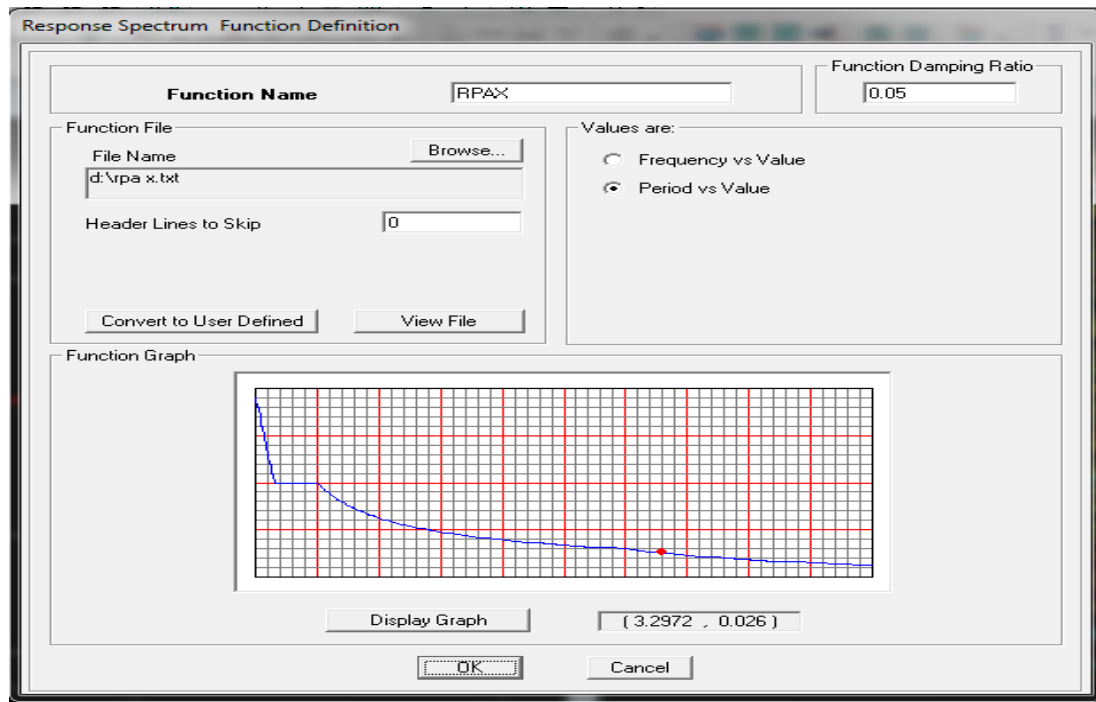 Response Spectrum Function Definition
Function Name
RPAX
Function Damping Ratio
0.05
Function File
File Name
Browse...
d:\rpa x.txt
Header Lines to Skip
0
Convert to User Defined
View File
Values are:
Frequency vs Value
Period vs Value
Function Graph
Display Graph
( 3.2972 , 0.026 )
OK
Cancel